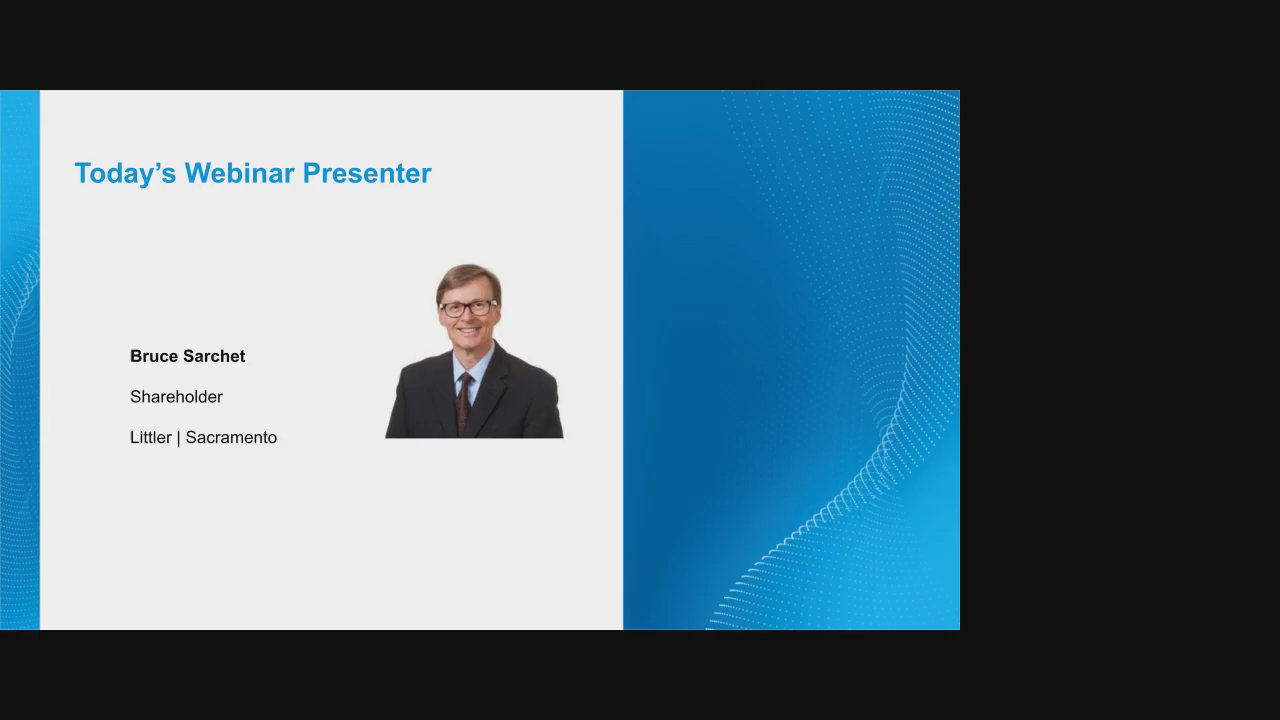 Today’s Webinar Presenter
Bruce Sarchet
Shareholder
Littler | Sacramento